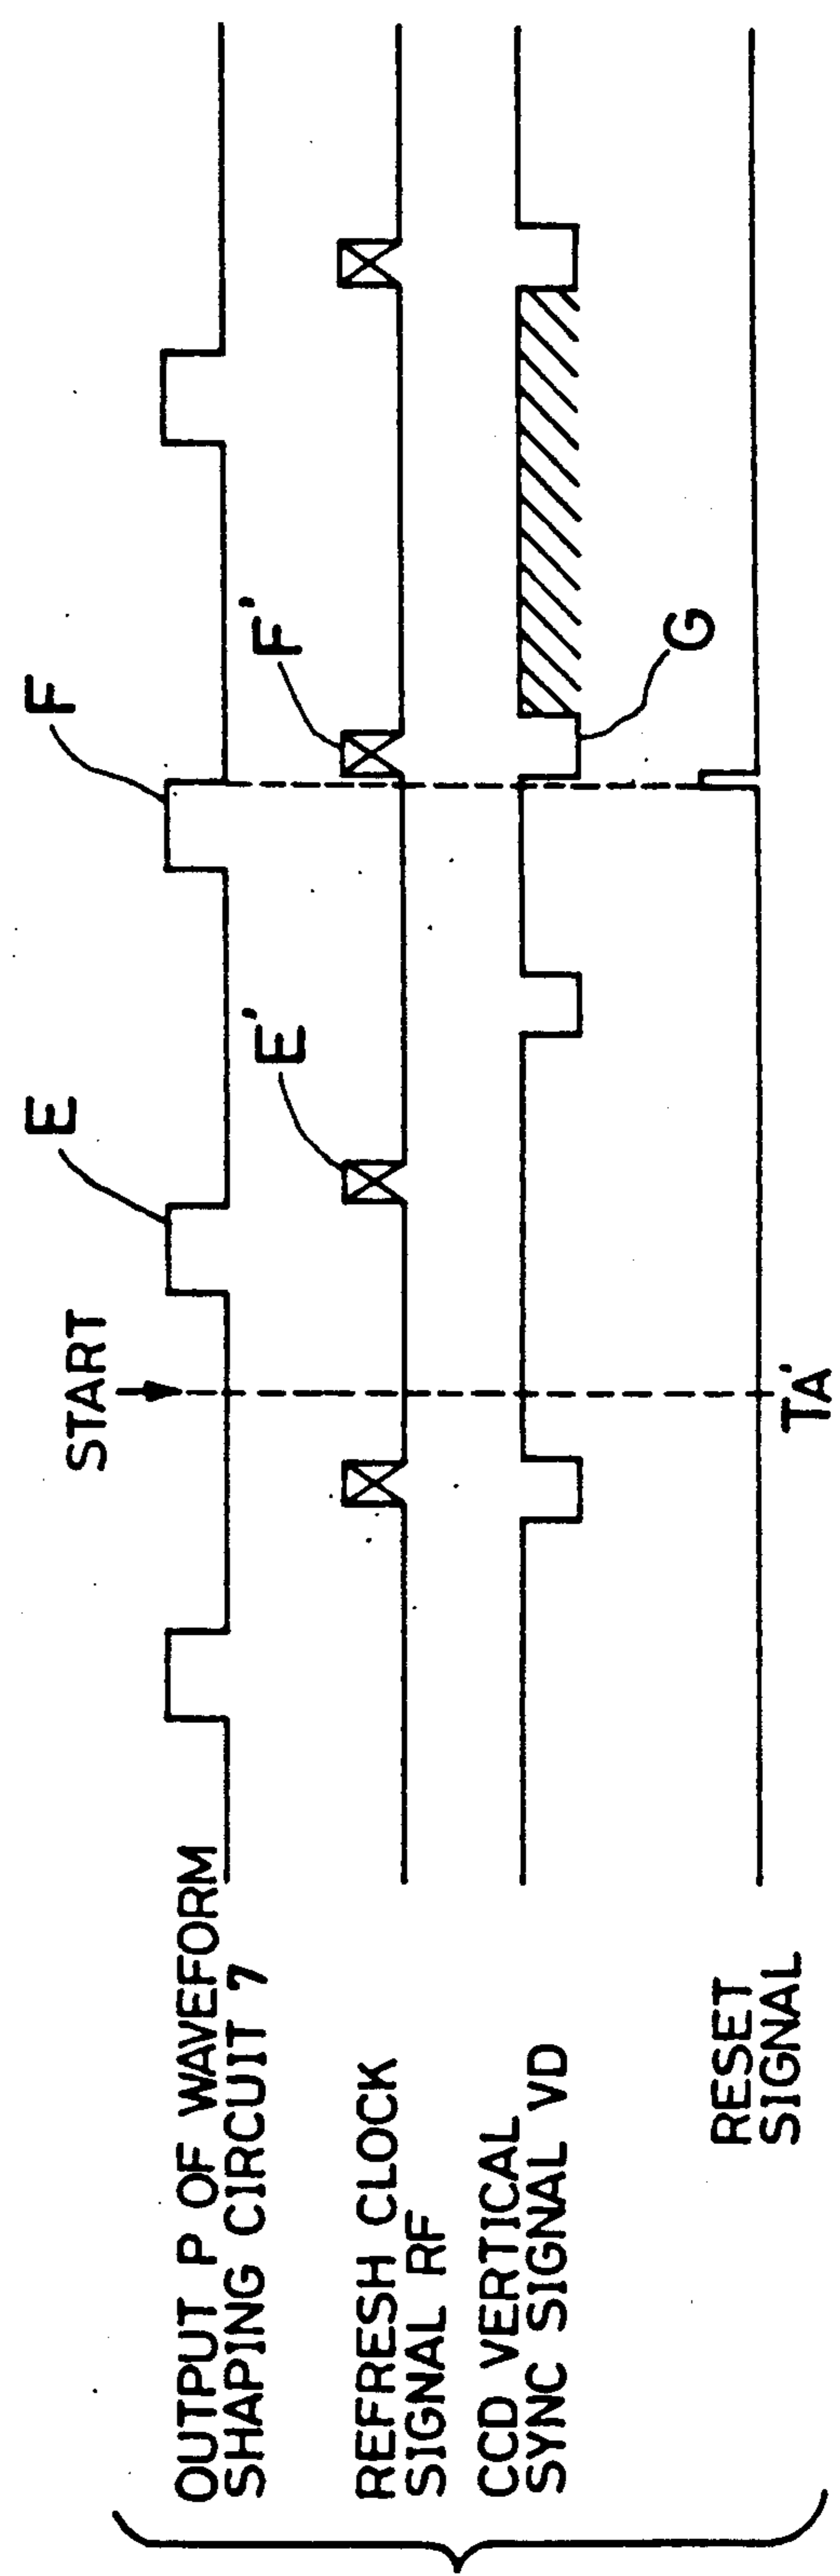 START
E
F
OUTPUT P OF WAVEFORM
SHAPING CIRCUIT 7
E'
F'
REFRESH CLOCK
SIGNAL RF
CCD VERTICAL
SYNC SIGNAL VD
G
RESET
SIGNAL
TA'